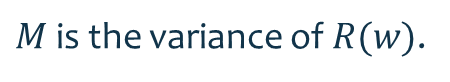 M is the variance of R(w).